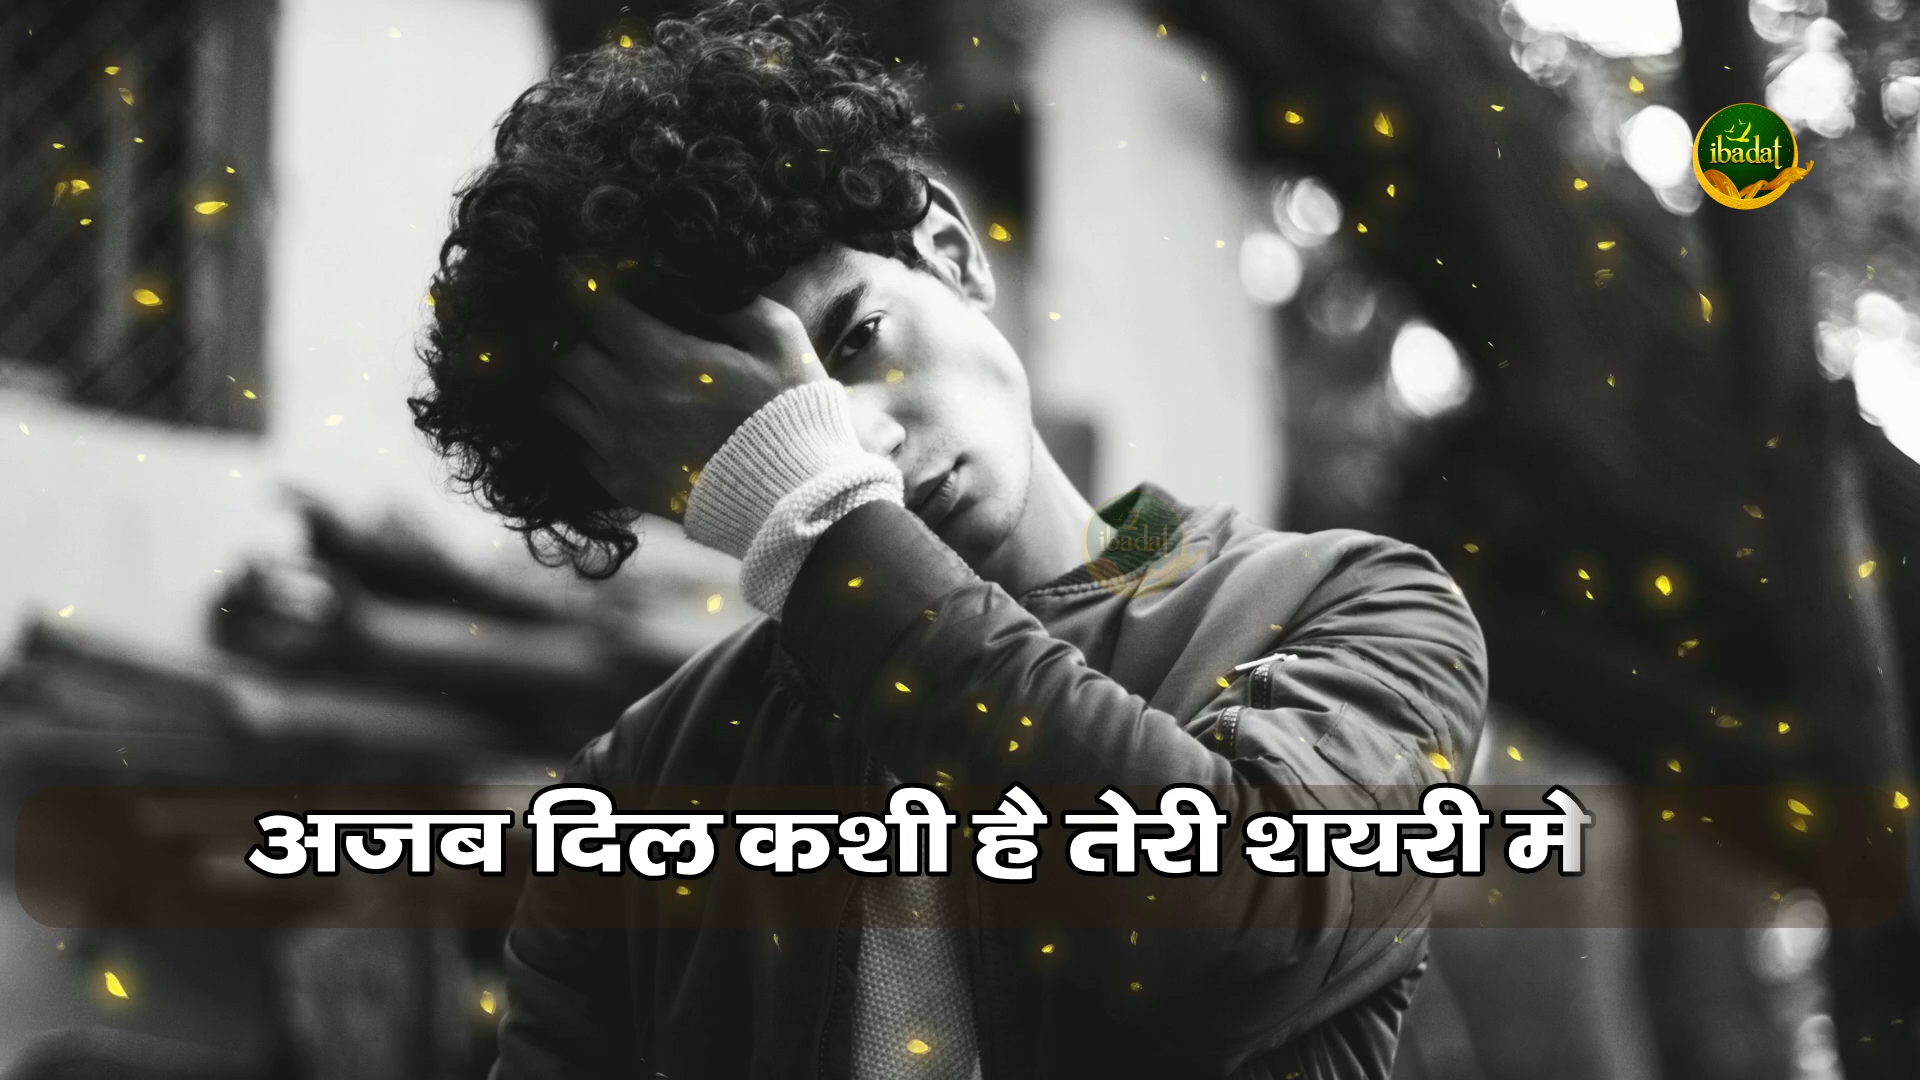 ibadat
ibadat
अजब दिल कशी है तेरी शयरी मे